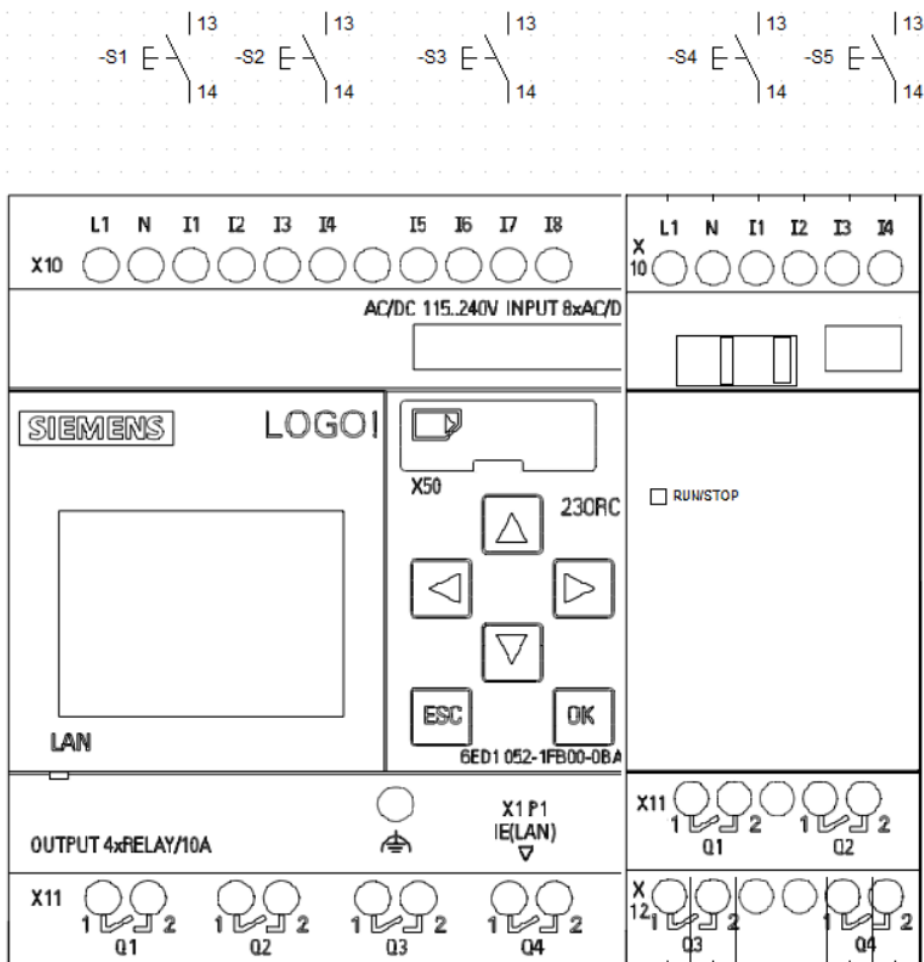 13 13 13 13 13
-S1 -S2 -S3 -S4 -S5
14 14 14 14 14
L1 N I1 I2 I3 I4 I5 I6 I7 I8
X10
L1 N I1 I2 I3 I4
X
10
AC/DC 115..240V INPUT 8xAC/D
SIEMENS LOGO!
X50
230RC
RUN/STOP
ESC OK
LAN
6ED1 052-1FB00-0BA
X1 P1
IE(LAN)
OUTPUT 4xRELAY/10A
X11
1 2 1 2
Q1 Q2
X11
1 2 1 2 1 2 1 2
Q1 Q2 Q3 Q4
X
12
1 2 1 2
Q3 Q4